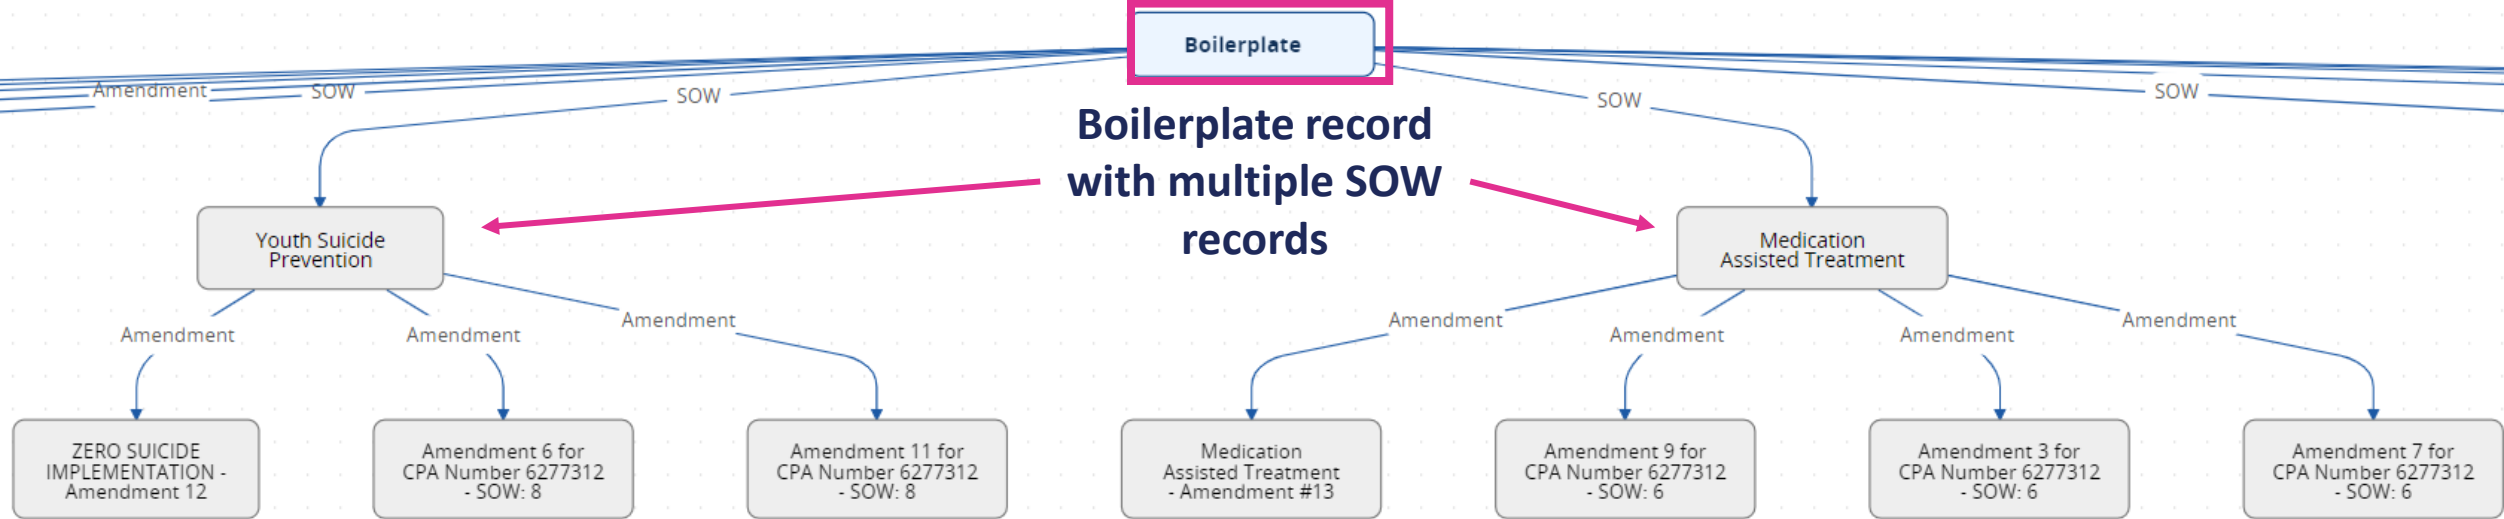 Boilerplate
Amendment
SOW
SOW
SOW
SOW
Boilerplate record
with multiple SOW
records
Youth Suicide
Prevention
Medication
Assisted Treatment
Amendment
Amendment
Amendment
Amendment
Amendment
Amendment
Amendment
ZERO SUICIDE
IMPLEMENTATION -
Amendment 12
Amendment 6 for
CPA Number 6277312
- SOW: 8
Amendment 11 for
CPA Number 6277312
- SOW: 8
Medication
Assisted Treatment
- Amendment #13
Amendment 9 for
CPA Number 6277312
- SOW: 6
Amendment 3 for
CPA Number 6277312
- SOW: 6
Amendment 7 for
CPA Number 6277312
- SOW: 6